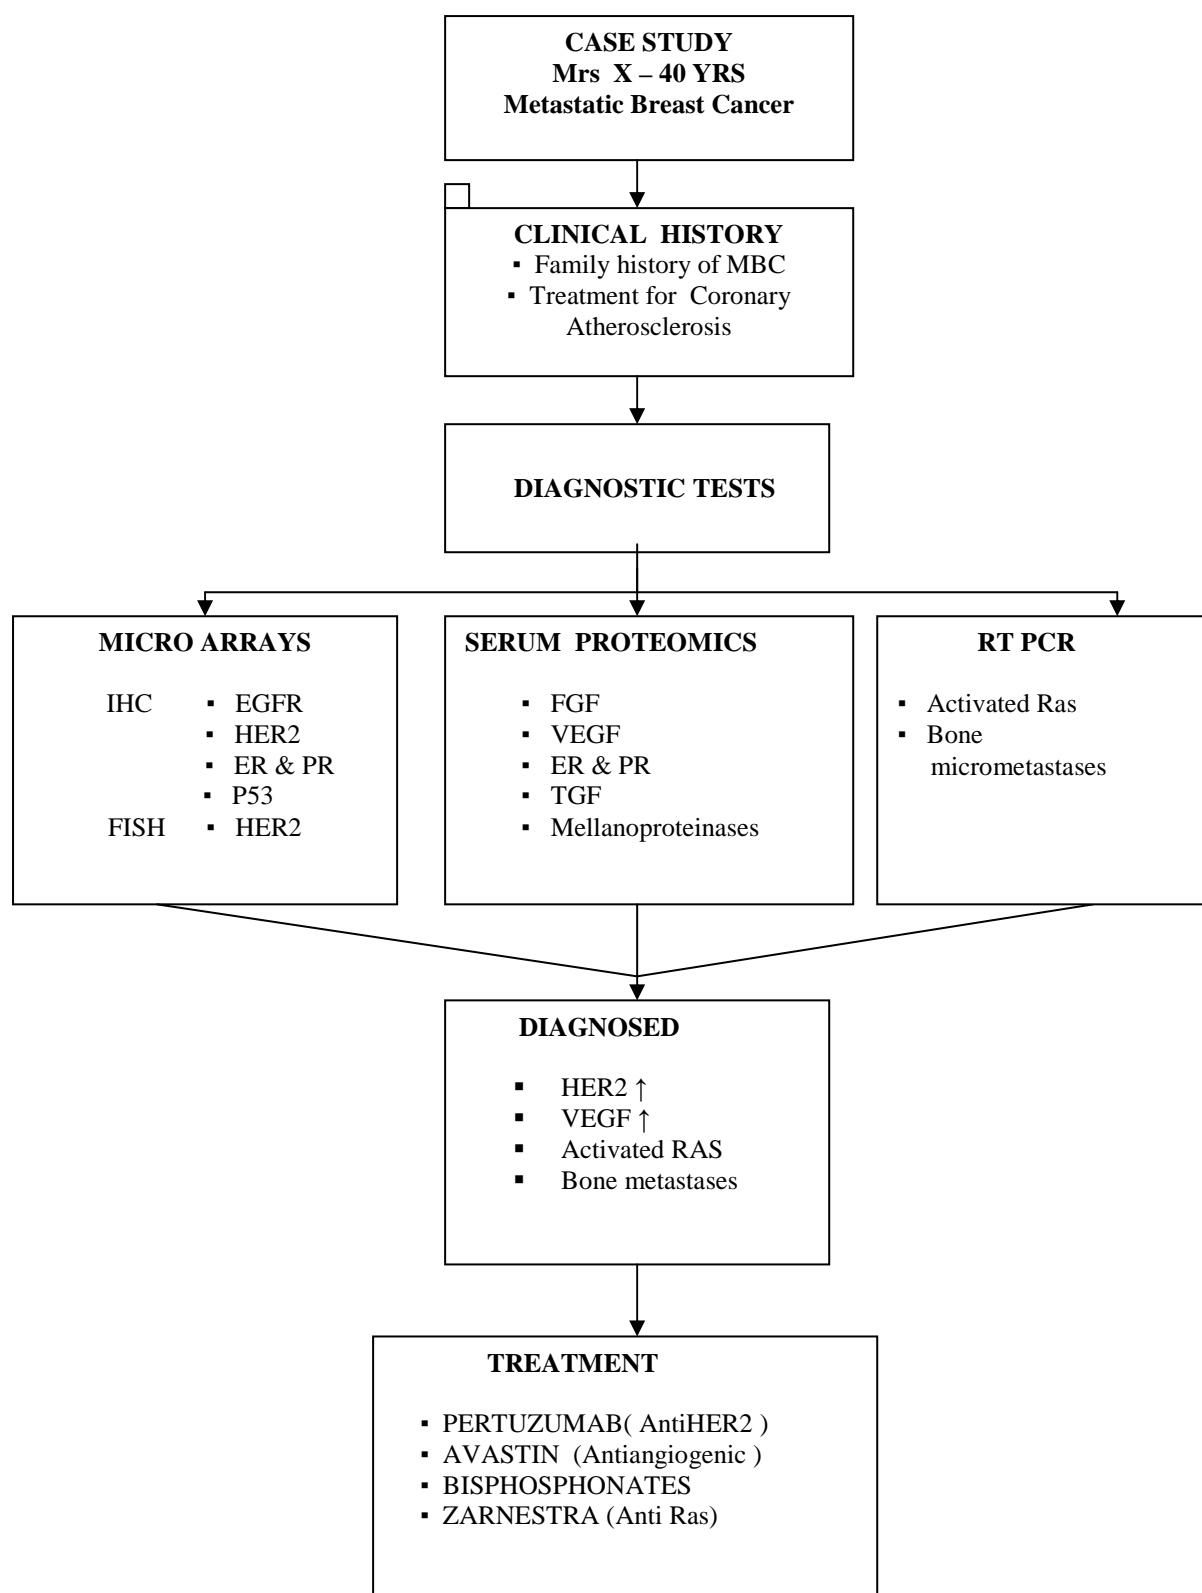 CASE STUDY
Mrs X – 40 YRS
Metastatic Breast Cancer
CLINICAL HISTORY
▪ Family history of MBC
▪ Treatment for Coronary
Atherosclerosis
DIAGNOSTIC TESTS
MICRO ARRAYS
IHC ▪ EGFR
▪ HER2
▪ ER & PR
▪ P53
FISH ▪ HER2
SERUM PROTEOMICS
▪ FGF
▪ VEGF
▪ ER & PR
▪ TGF
▪ Mellanoproteinases
RT PCR
▪ Activated Ras
▪ Bone
micrometastases
DIAGNOSED
▪ HER2 ↑
▪ VEGF ↑
▪ Activated RAS
▪ Bone metastases
TREATMENT
▪ PERTUZUMAB( AntiHER2 )
▪ AVASTIN (Antiangiogenic )
▪ BISPHOSPHONATES
▪ ZARNESTRA (Anti Ras)